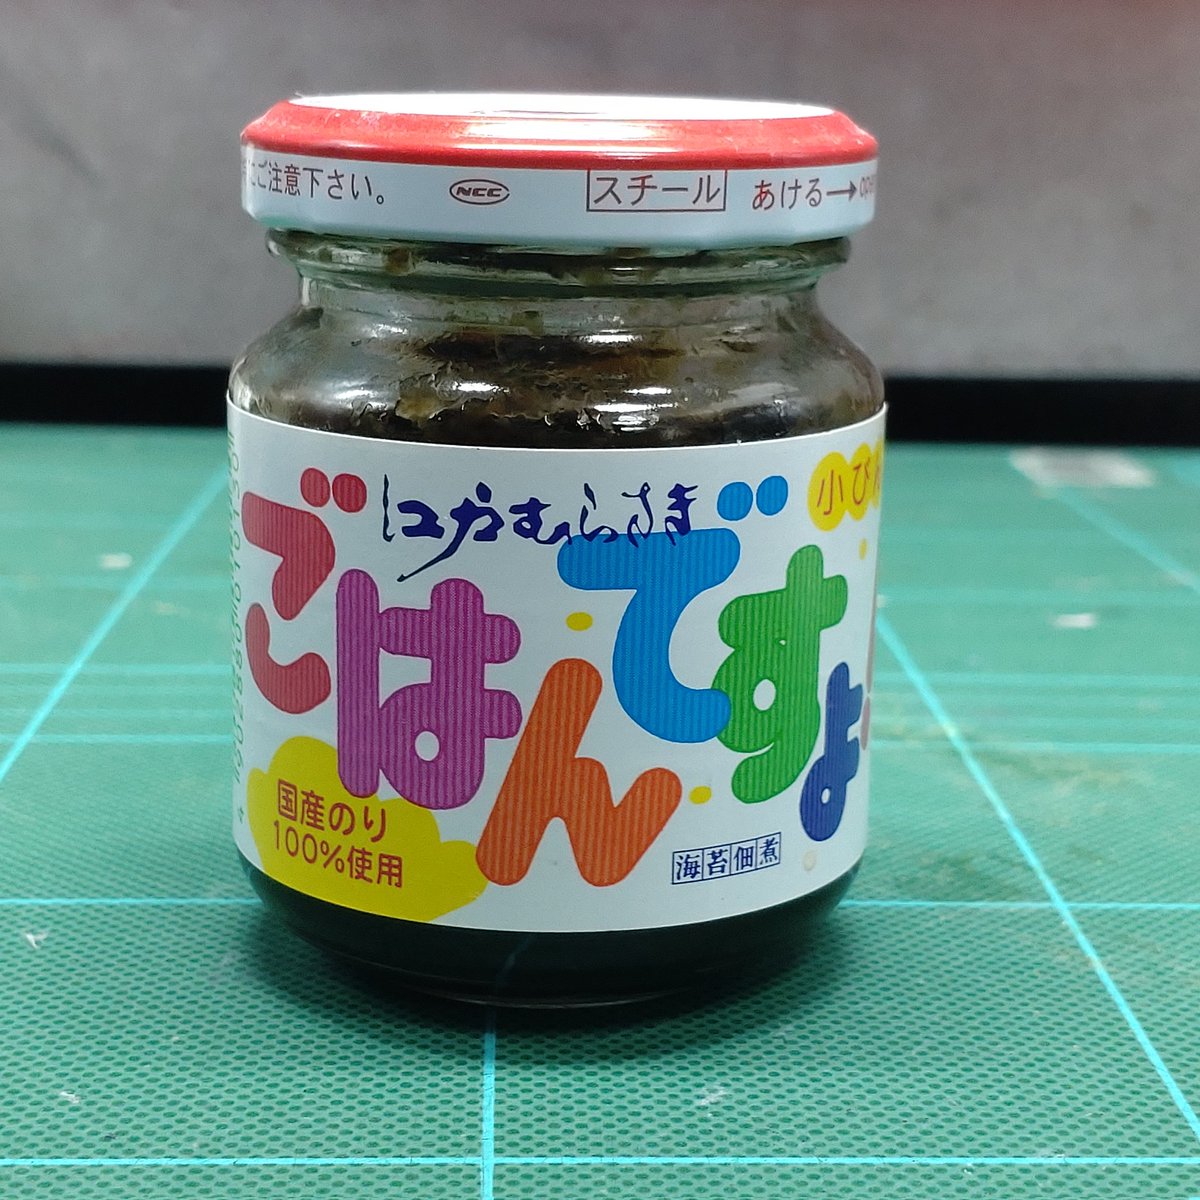 ご注意下さい。 NCC スチール あける→
江戸むらさき
小びん
ごはんですよ
国産のり
100%使用
海苔佃煮